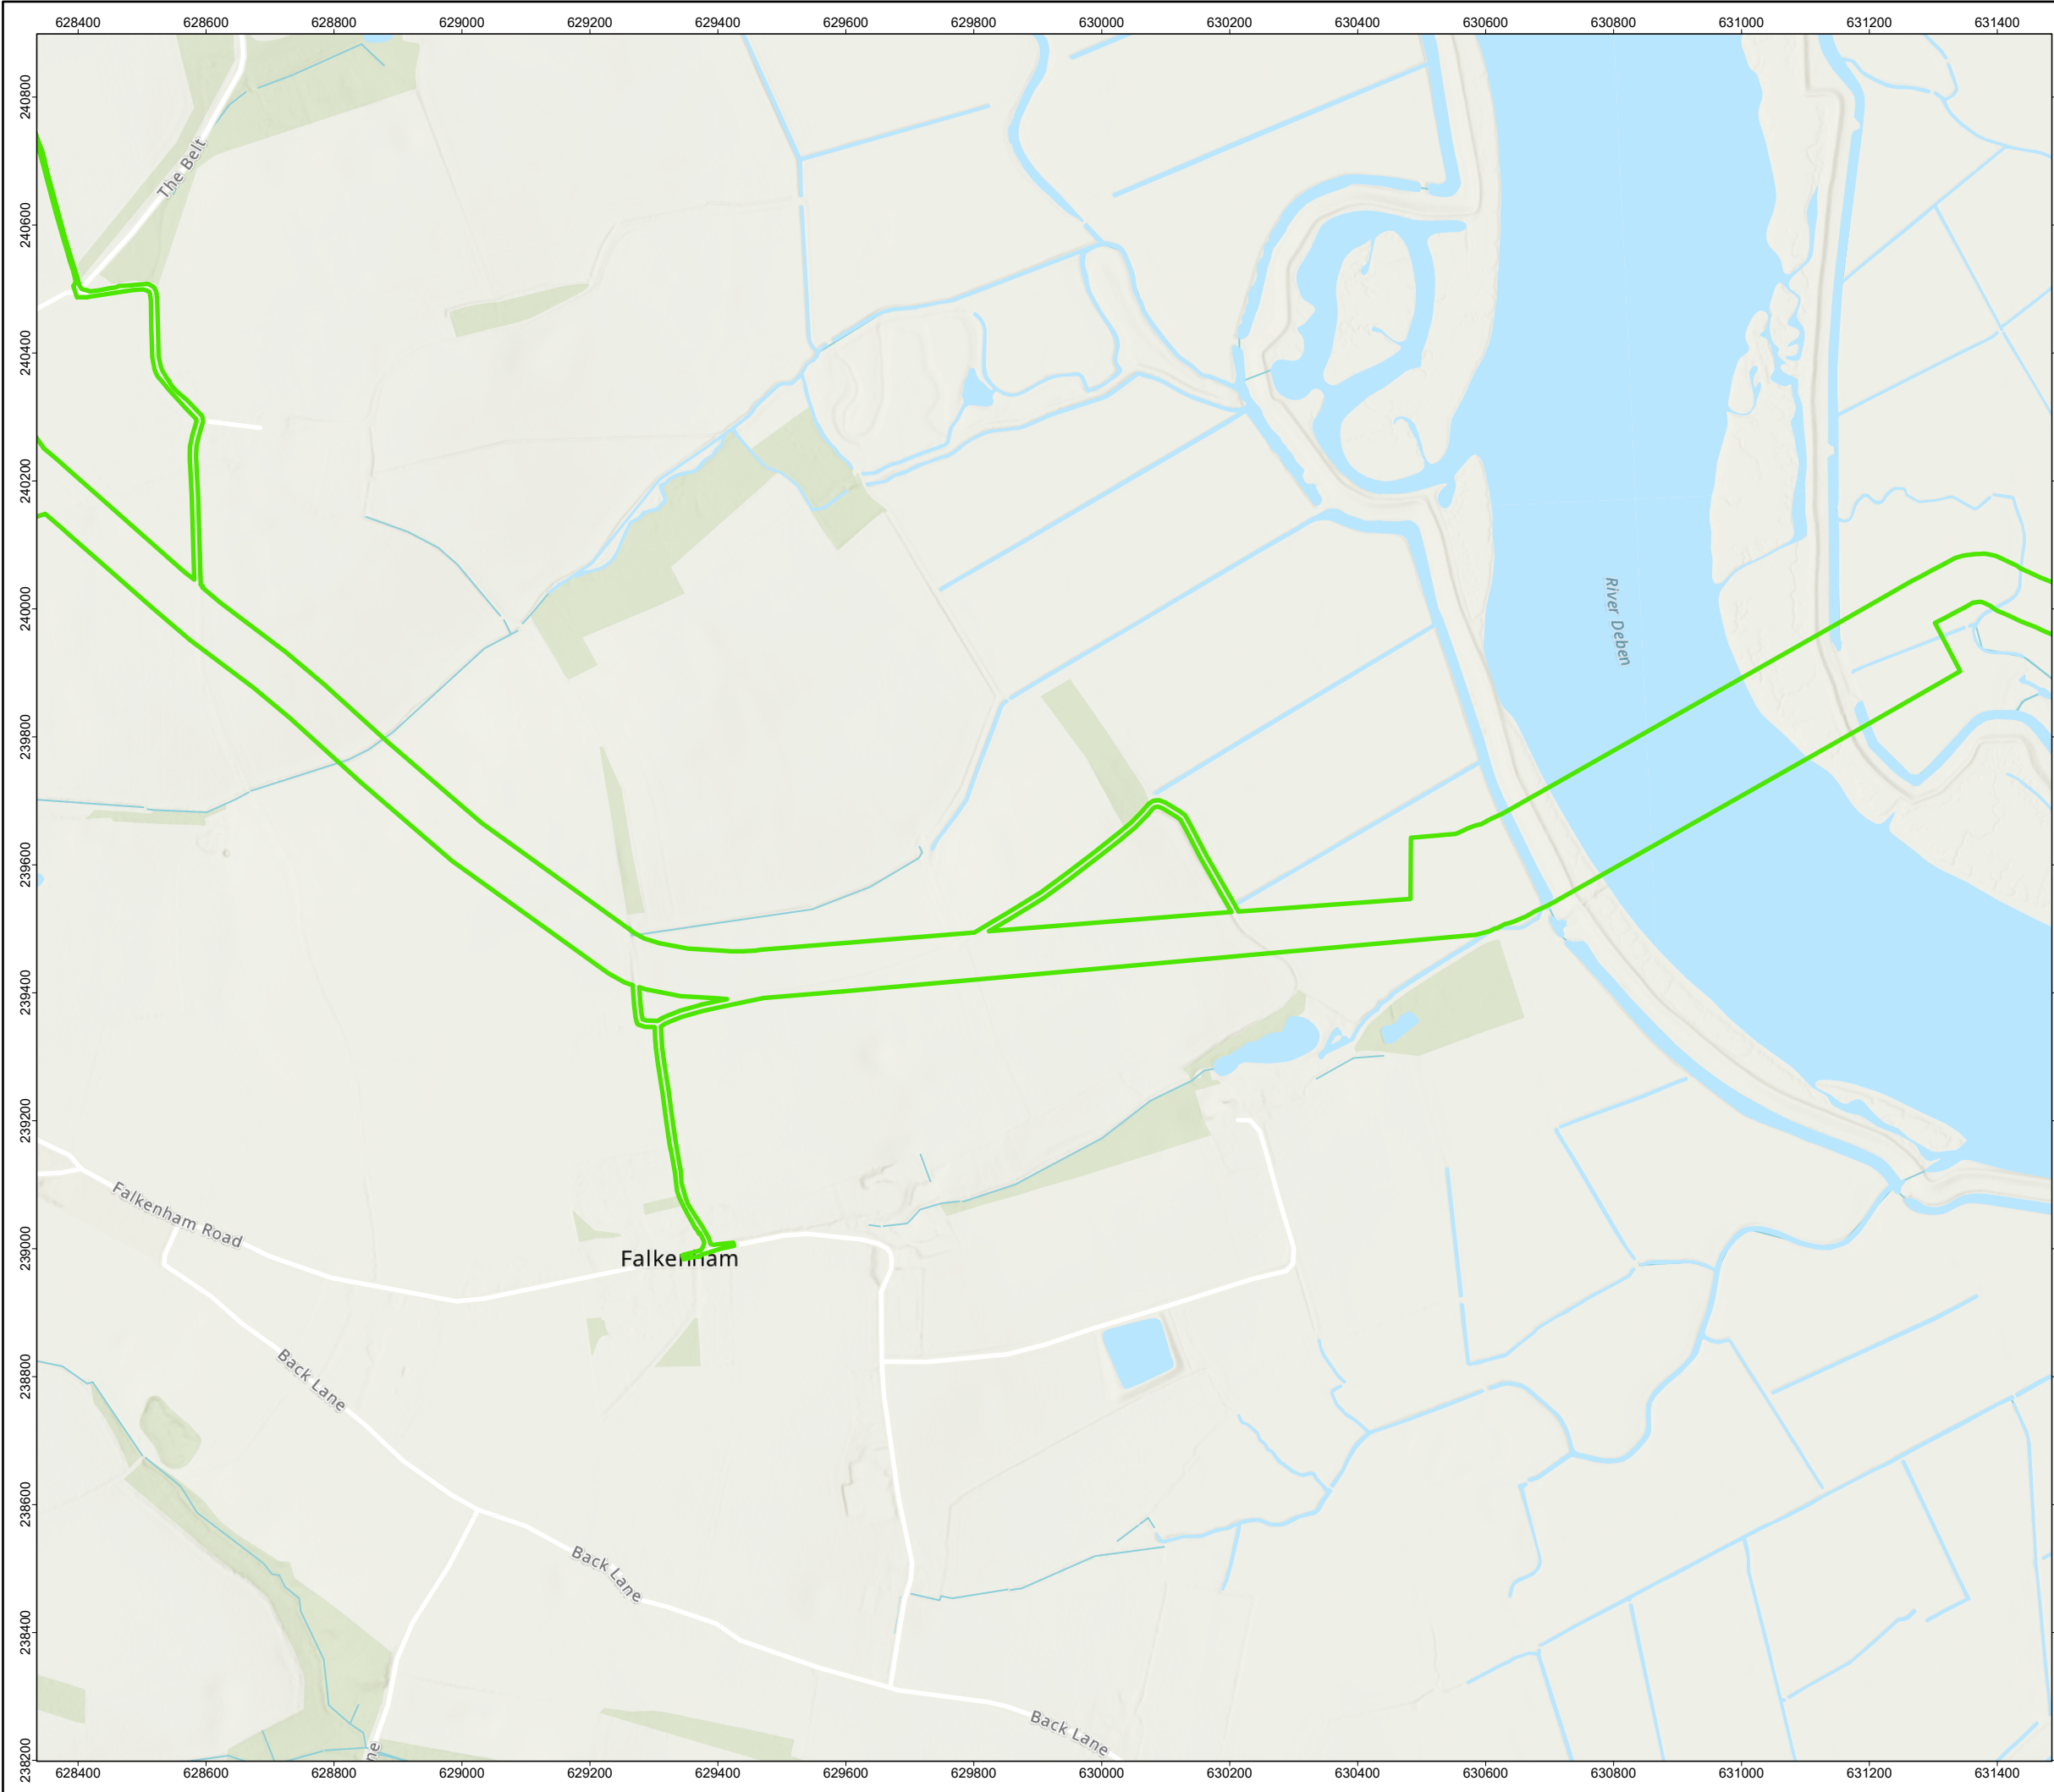 628400 628600 628800 629000 629200 629400 629600 629800 630000 630200 630400 630600 630800 631000 631200 631400
240800
The Belt
240600
240400
240200
240000
River Deben
239800
239600
239400
239200
Falkenham Road
239000
Falkenham
238800
Back Lane
238600
Back Lane
238400
Back Lane
ne
238200
628400 628600 628800 629000 629200 629400 629600 629800 630000 630200 630400 630600 630800 631000 631200 631400